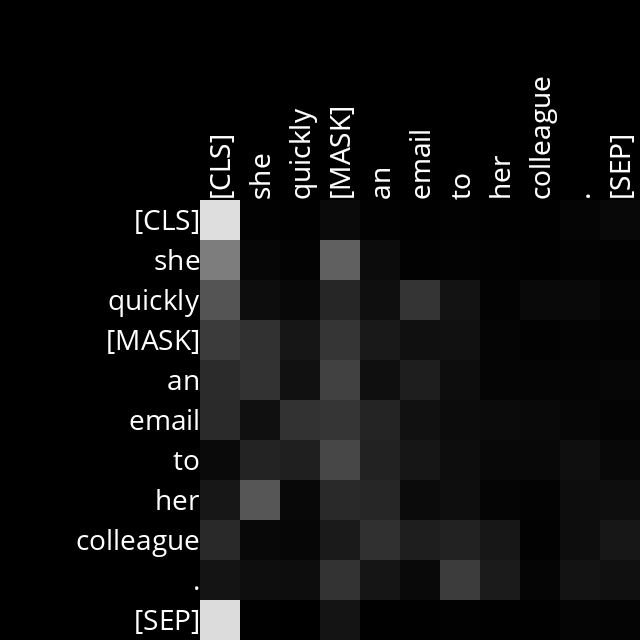 [CLS]
she
quickly
[MASK]
an
email
to
her
colleague
.
[SEP]
[CLS]
she
quickly
[MASK]
an
email
to
her
colleague
.
[SEP]